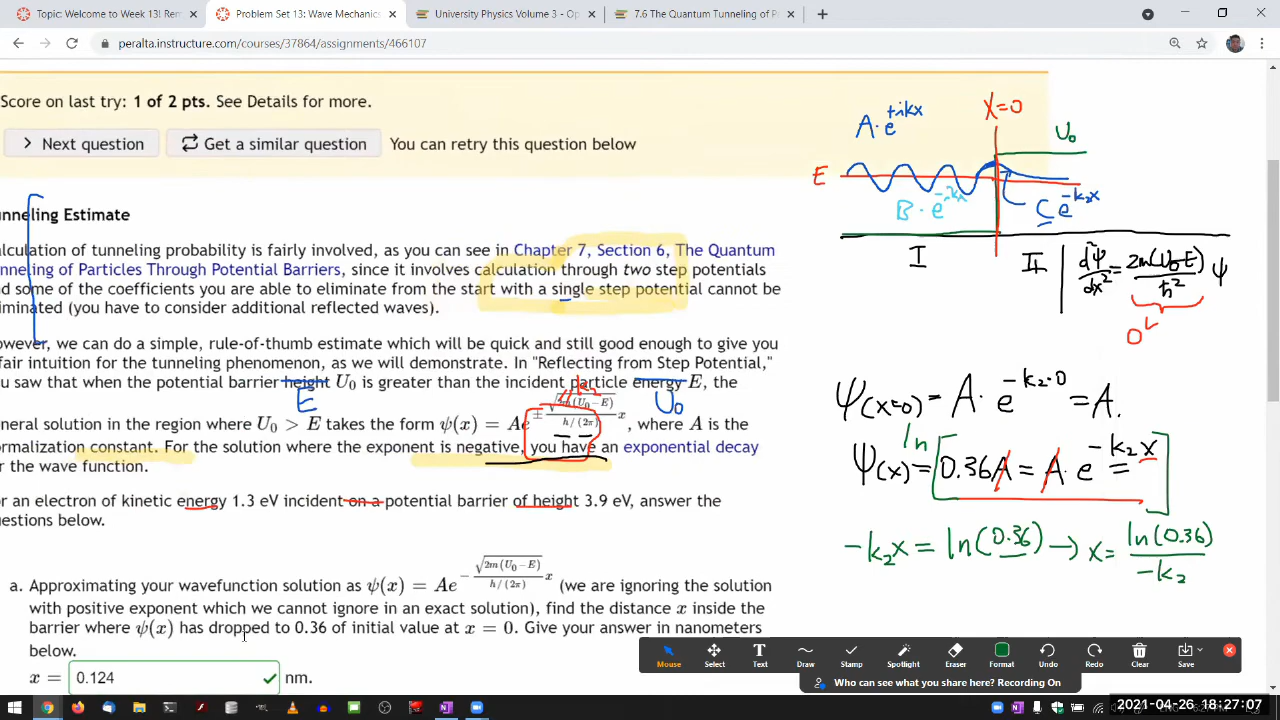 Topic: Welcome to Week 13! Ren
Problem Set 13: Wave Mechanics
University Physics Volume 3 - Op
7.6 The Quantum Tunneling of P
peralta.instructure.com/courses/37864/assignments/466107
Score on last try: 1 of 2 pts. See Details for more.
Next question
Get a similar question
You can retry this question below
nneling Estimate
alculation of tunneling probability is fairly involved, as you can see in Chapter 7, Section 6, The Quantum
nneling of Particles Through Potential Barriers, since it involves calculation through two step potentials
nd some of the coefficients you are able to eliminate from the start with a single step potential cannot be
iminated (you have to consider additional reflected waves).
owever, we can do a simple, rule-of-thumb estimate which will be quick and still good enough to give you
fair intuition for the tunneling phenomenon, as we will demonstrate. In "Reflecting from Step Potential,"
u saw that when the potential barrier height U₀ is greater than the incident particle energy E, the
E
U₀
k₂
eneral solution in the region where U₀ > E takes the form ψ(x) = Ae^(± √(2m(U₀−E)) / (h/(2π)) x), where A is the
ormalization constant. For the solution where the exponent is negative, you have an exponential decay
r the wave function.
or an electron of kinetic energy 1.3 eV incident on a potential barrier of height 3.9 eV, answer the
estions below.
a. Approximating your wavefunction solution as ψ(x) = Ae^(− √(2m(U₀−E)) / (h/(2π)) x) (we are ignoring the solution
with positive exponent which we cannot ignore in an exact solution), find the distance x inside the
barrier where ψ(x) has dropped to 0.36 of initial value at x = 0. Give your answer in nanometers
below.
x = 0.124 nm.
A·e^(+ikx)
x=0
U₀
E
B·e^(-ikx)
C e^(-k₂x)
I
II
d²ψ/dx² = 2m(U₀-E)/ħ² ψ
ψ(x=0) = A·e^(-k₂·0) = A.
ln
ψ(x) = 0.36A = A·e^(-k₂x) =
-k₂x = ln(0.36) → x = ln(0.36)/-k₂
Mouse
Select
Text
Draw
Stamp
Spotlight
Eraser
Format
Undo
Redo
Clear
Save
Who can see what you share here? Recording On
2021-04-26 18:27:07